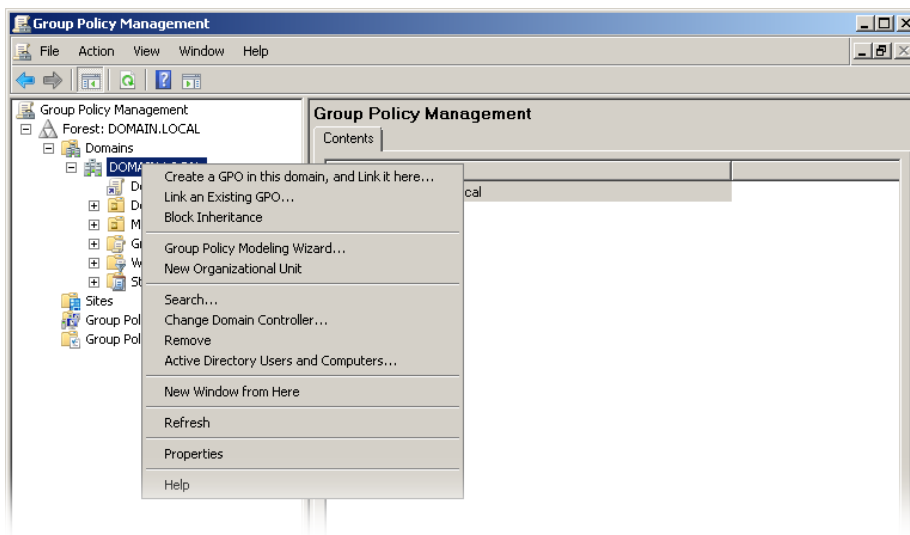 Group Policy Management
File Action View Window Help
Group Policy Management
Forest: DOMAIN.LOCAL
Domains
Sites
Group Pol
Group Pol
Group Policy Management
Contents
cal
Create a GPO in this domain, and Link it here...
Link an Existing GPO...
Block Inheritance
Group Policy Modeling Wizard...
New Organizational Unit
Search...
Change Domain Controller...
Remove
Active Directory Users and Computers...
New Window from Here
Refresh
Properties
Help